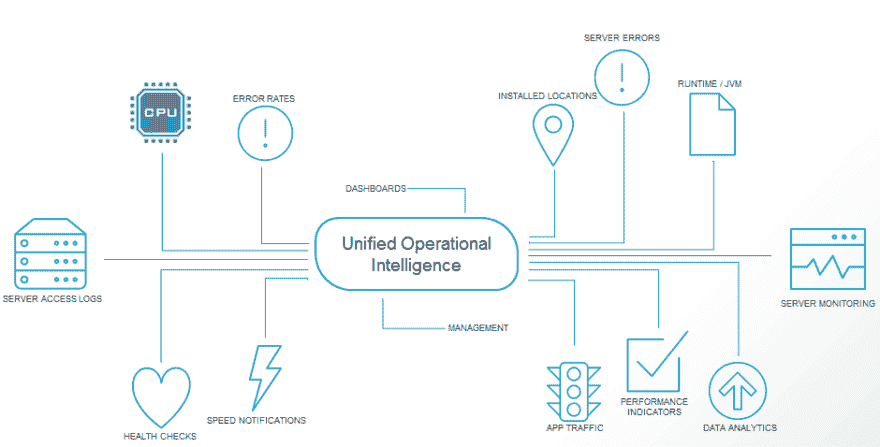 SERVER ERRORS
RUNTIME / JVM
INSTALLED LOCATIONS
ERROR RATES
CPU
DASHBOARDS
Unified Operational
Intelligence
SERVER ACCESS LOGS
SERVER MONITORING
MANAGEMENT
PERFORMANCE
INDICATORS
SPEED NOTIFICATIONS
APP TRAFFIC
DATA ANALYTICS
HEALTH CHECKS